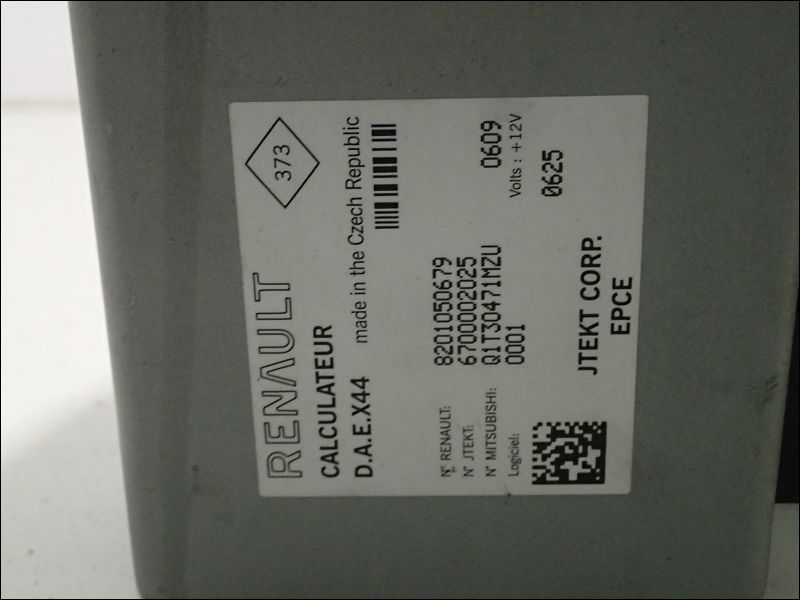 RENAULT
373
CALCULATEUR
D.A.E.X44 made in the Czech Republic
N° RENAULT: 8201050679
N° JTEKT: 6700002025
N° MITSUBISHI: Q1T30471MZU 0609
Logiciel: 0001 Volts : +12V
0625
JTEKT CORP.
EPCE